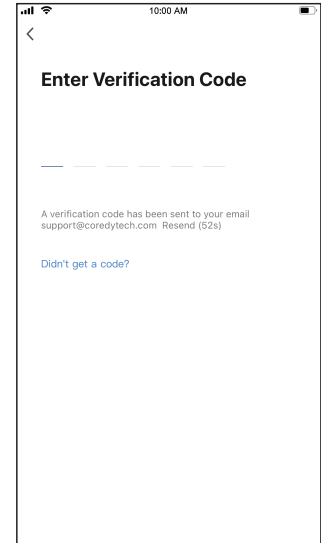 10:00 AM
Enter Verification Code
A verification code has been sent to your email
support@coredytech.com Resend (52s)
Didn't get a code?